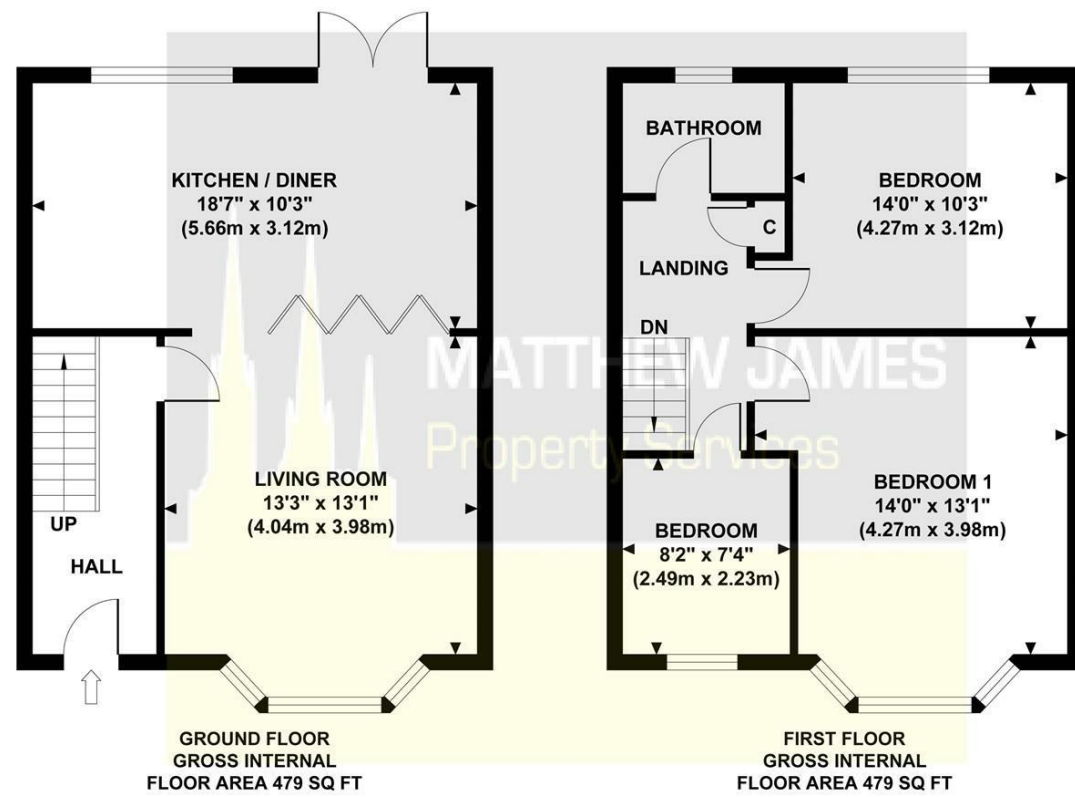 KITCHEN / DINER
18'7" x 10'3"
(5.66m x 3.12m)
UP
HALL
LIVING ROOM
13'3" x 13'1"
(4.04m x 3.98m)
GROUND FLOOR
GROSS INTERNAL
FLOOR AREA 479 SQ FT
BATHROOM
C
LANDING
DN
BEDROOM
14'0" x 10'3"
(4.27m x 3.12m)
BEDROOM 1
14'0" x 13'1"
(4.27m x 3.98m)
BEDROOM
8'2" x 7'4"
(2.49m x 2.23m)
FIRST FLOOR
GROSS INTERNAL
FLOOR AREA 479 SQ FT
MATTHEW JAMES
Property Services